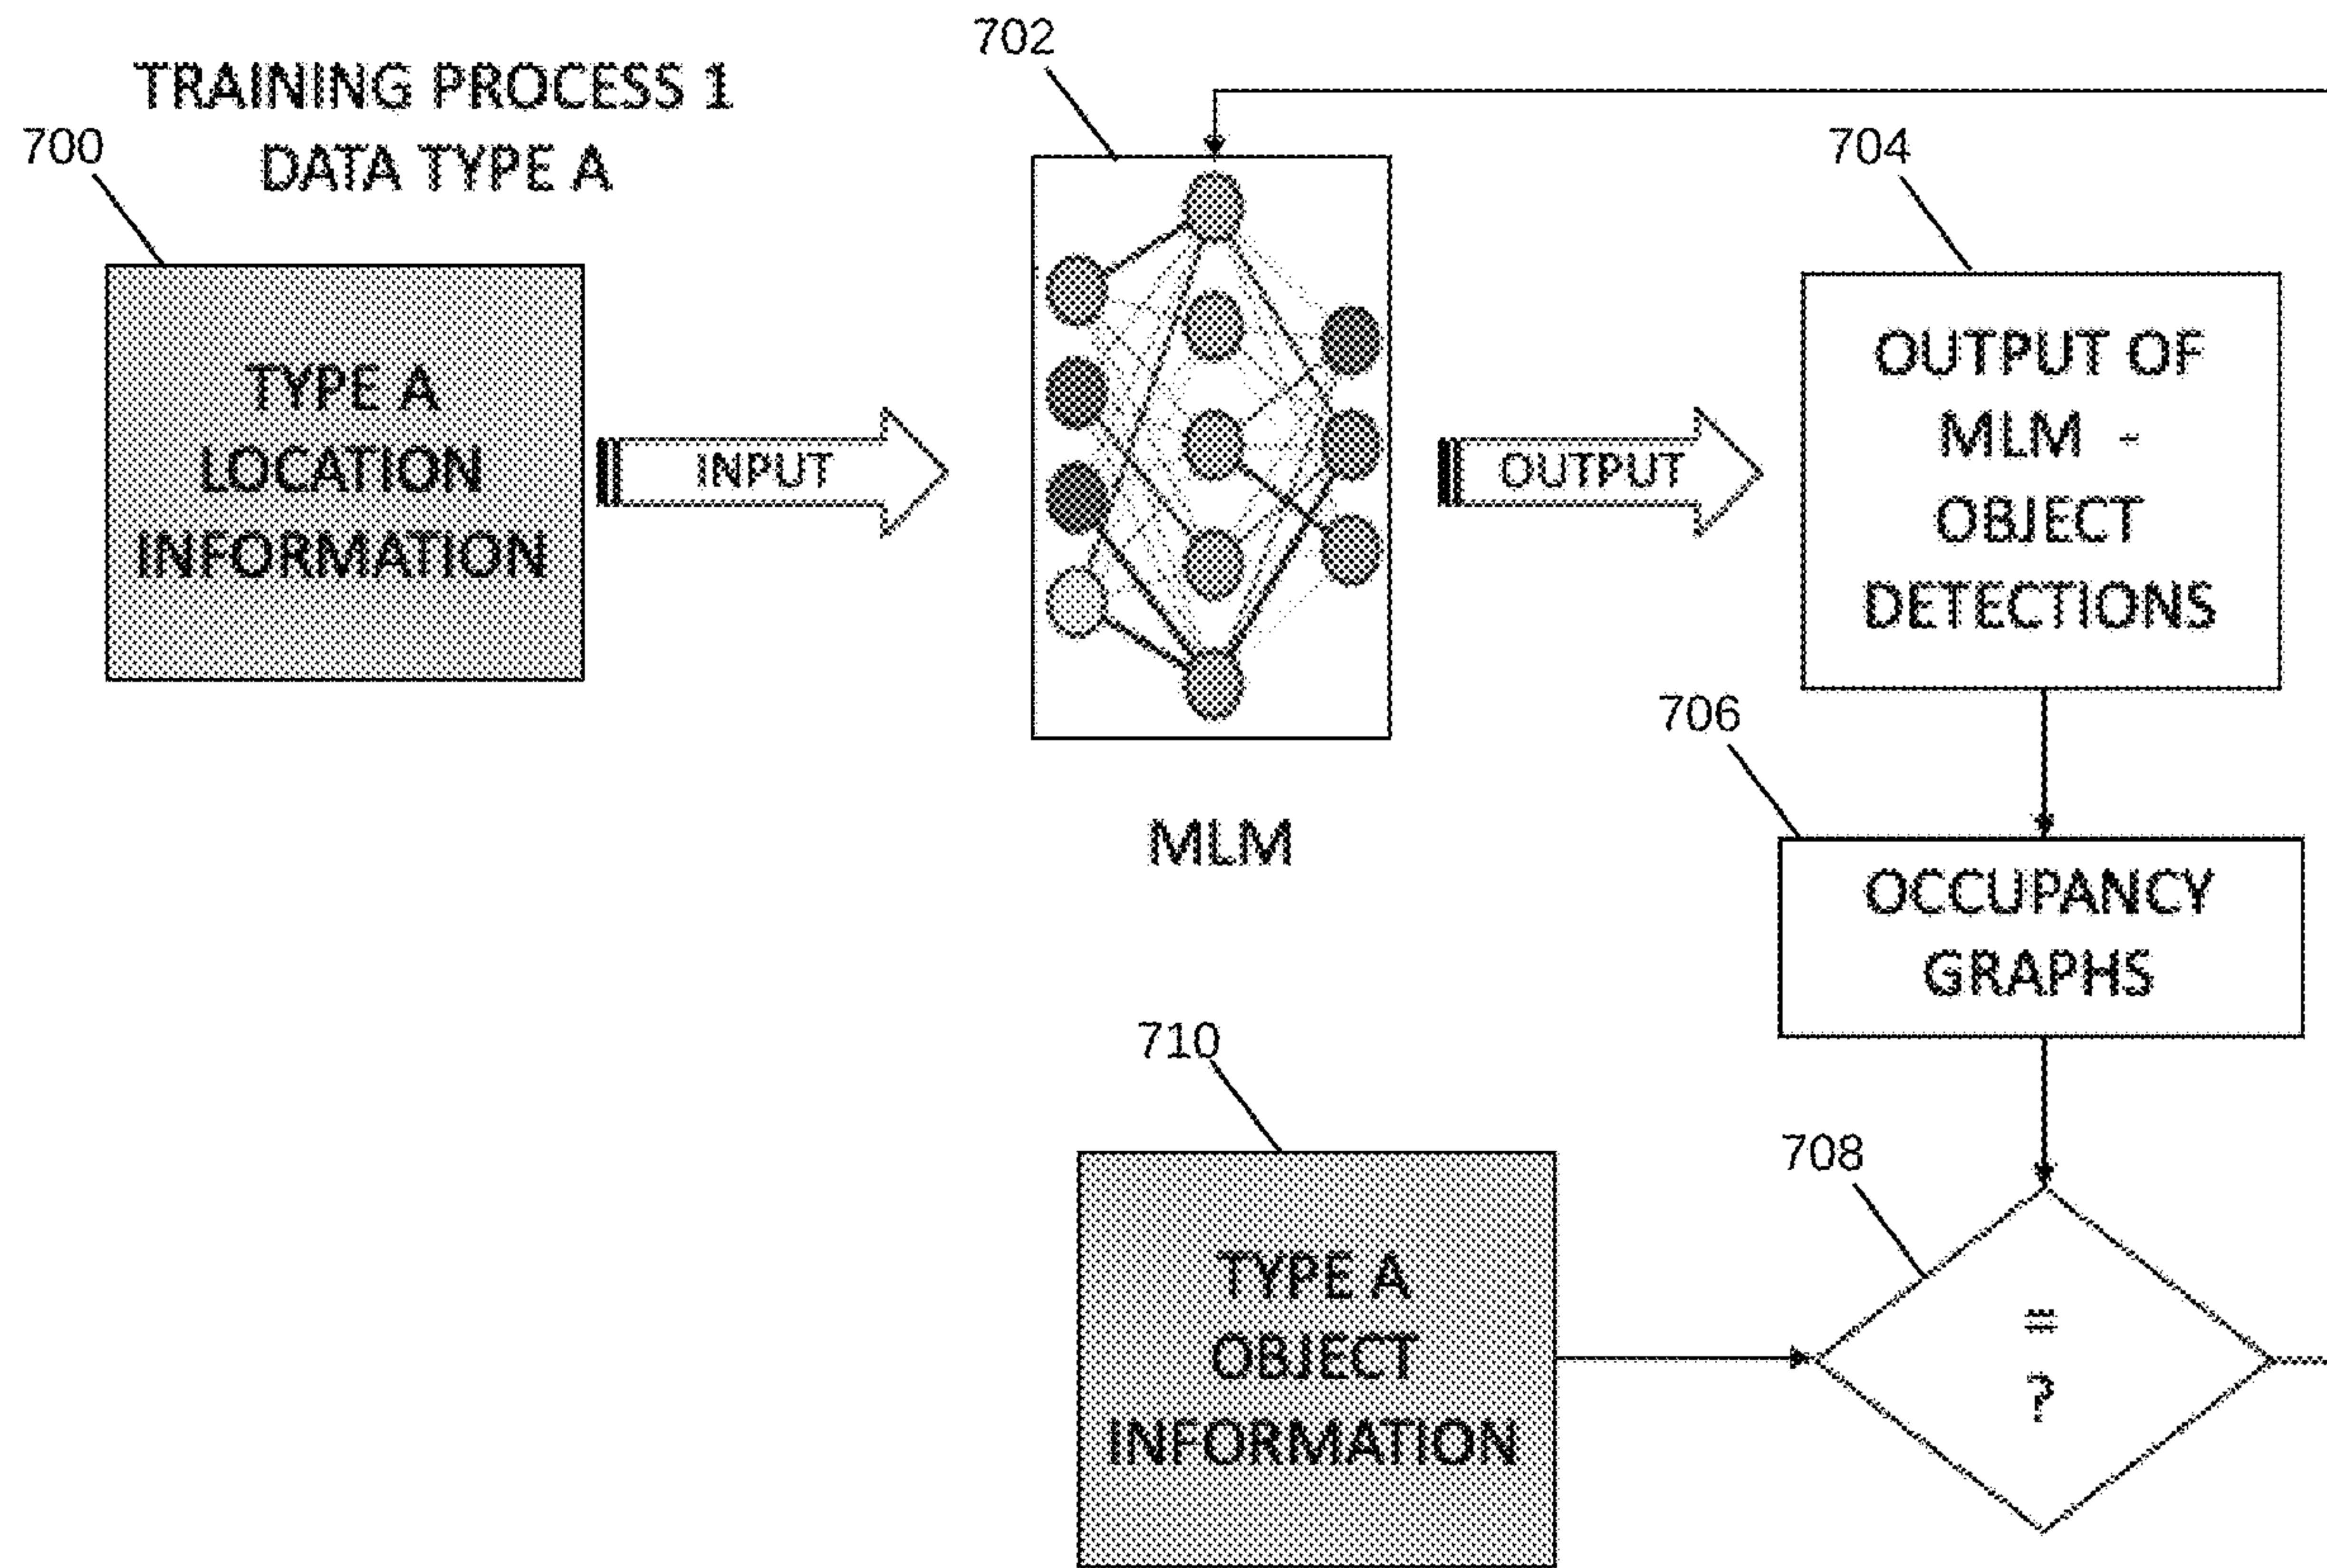 702
TRAINING PROCESS 1
700
DATA TYPE A
704
TYPE A
LOCATION
INFORMATION
INPUT
OUTPUT
OUTPUT OF
MLM -
OBJECT
DETECTIONS
706
MLM
OCCUPANCY
GRAPHS
710
708
TYPE A
OBJECT
INFORMATION
=
?